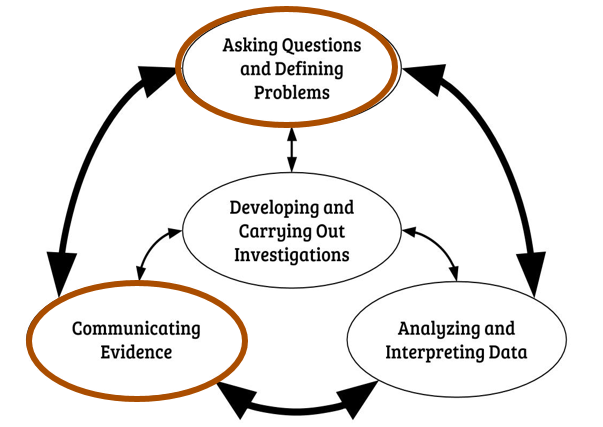 Asking Questions
and Defining
Problems
Developing and
Carrying Out
Investigations
Communicating
Evidence
Analyzing and
Interpreting Data